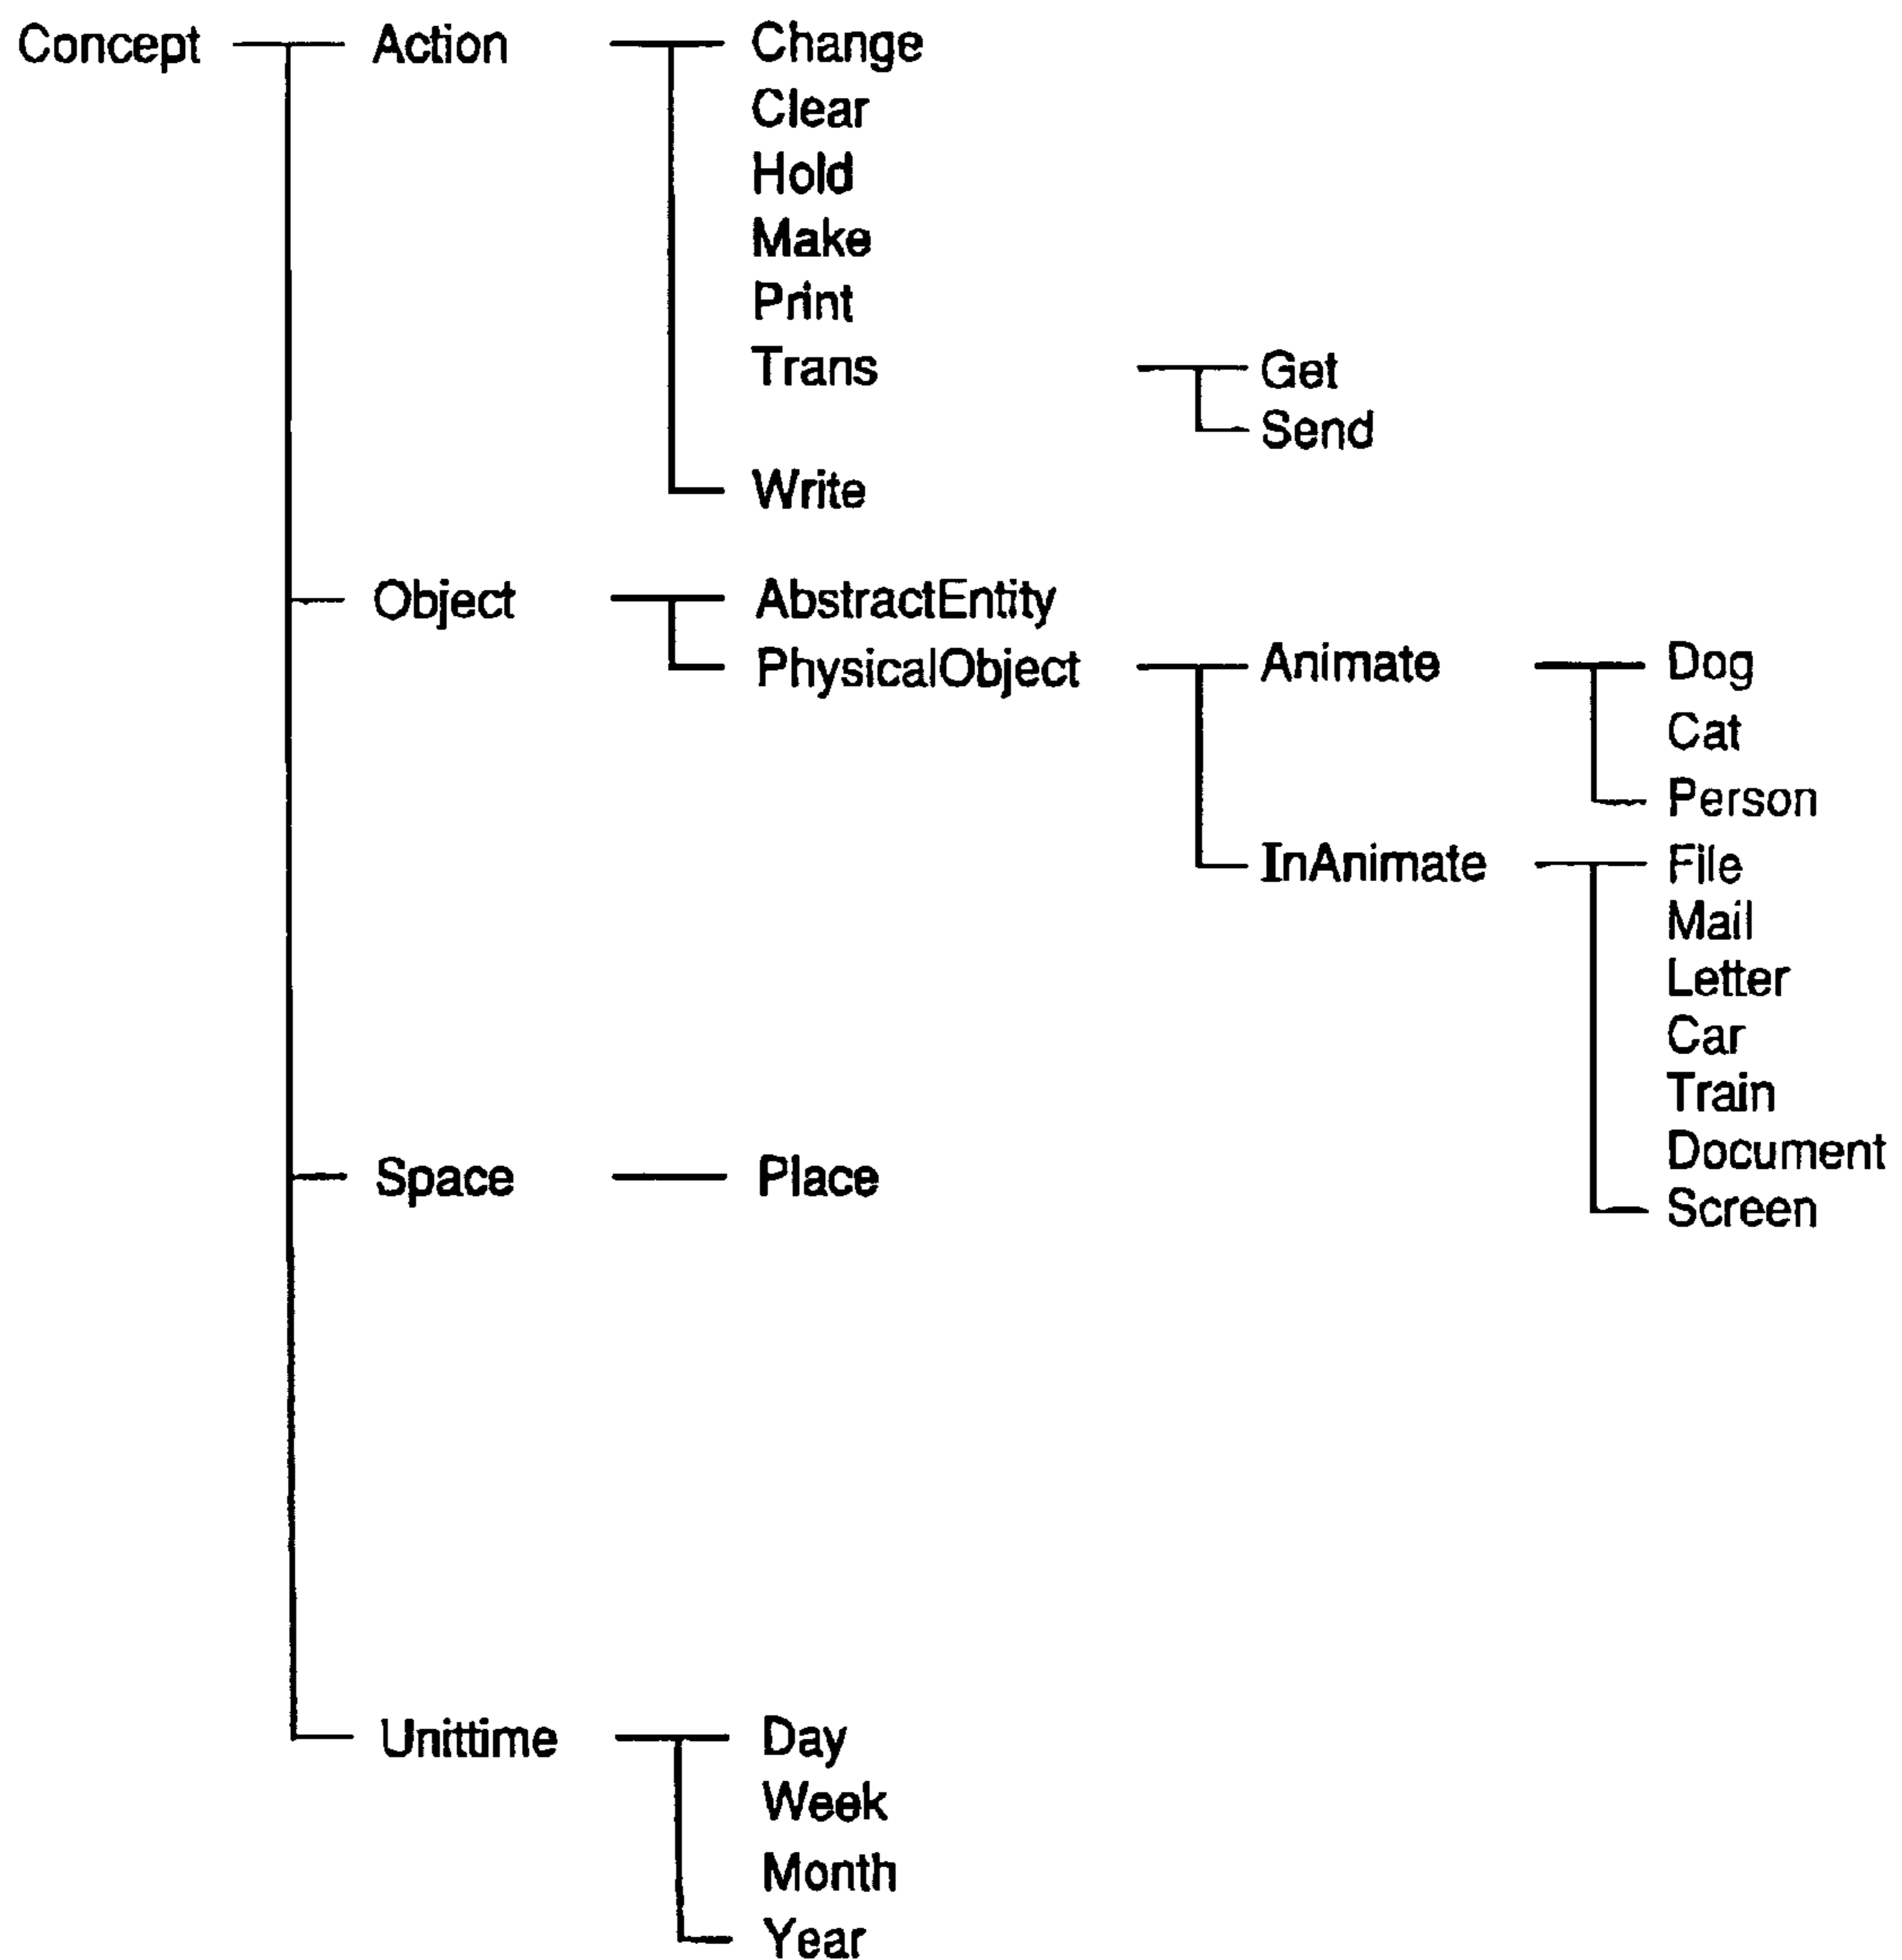 Concept Action Change
Clear
Hold
Make
Print
Trans Get
Send
Write
Object AbstractEntity
PhysicalObject Animate Dog
Cat
Person
InAnimate File
Mail
Letter
Car
Train
Document
Space Place
Screen
Unittime Day
Week
Month
Year